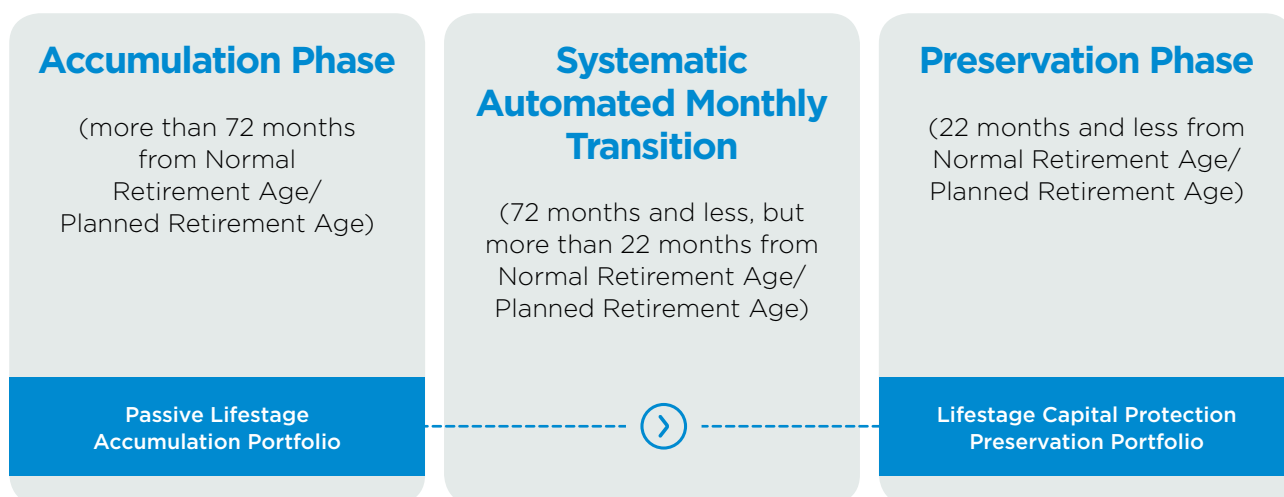 Accumulation Phase
(more than 72 months
from Normal
Retirement Age/
Planned Retirement Age)
Passive Lifestage
Accumulation Portfolio
Systematic
Automated Monthly
Transition
(72 months and less, but
more than 22 months from
Normal Retirement Age/
Planned Retirement Age)
Preservation Phase
(22 months and less from
Normal Retirement Age/
Planned Retirement Age)
Lifestage Capital Protection
Preservation Portfolio